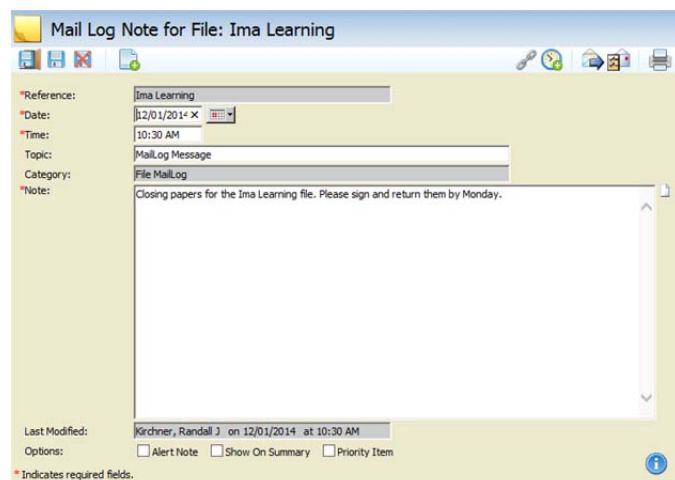 Mail Log Note for File: Ima Learning
*Reference: Ima Learning
*Date: 12/01/2014
*Time: 10:30 AM
Topic: MailLog Message
Category: File MailLog
*Note: Closing papers for the Ima Learning file. Please sign and return them by Monday.
Last Modified: Kirchner, Randall J on 12/01/2014 at 10:30 AM
Options: Alert Note Show On Summary Priority Item
* Indicates required fields.